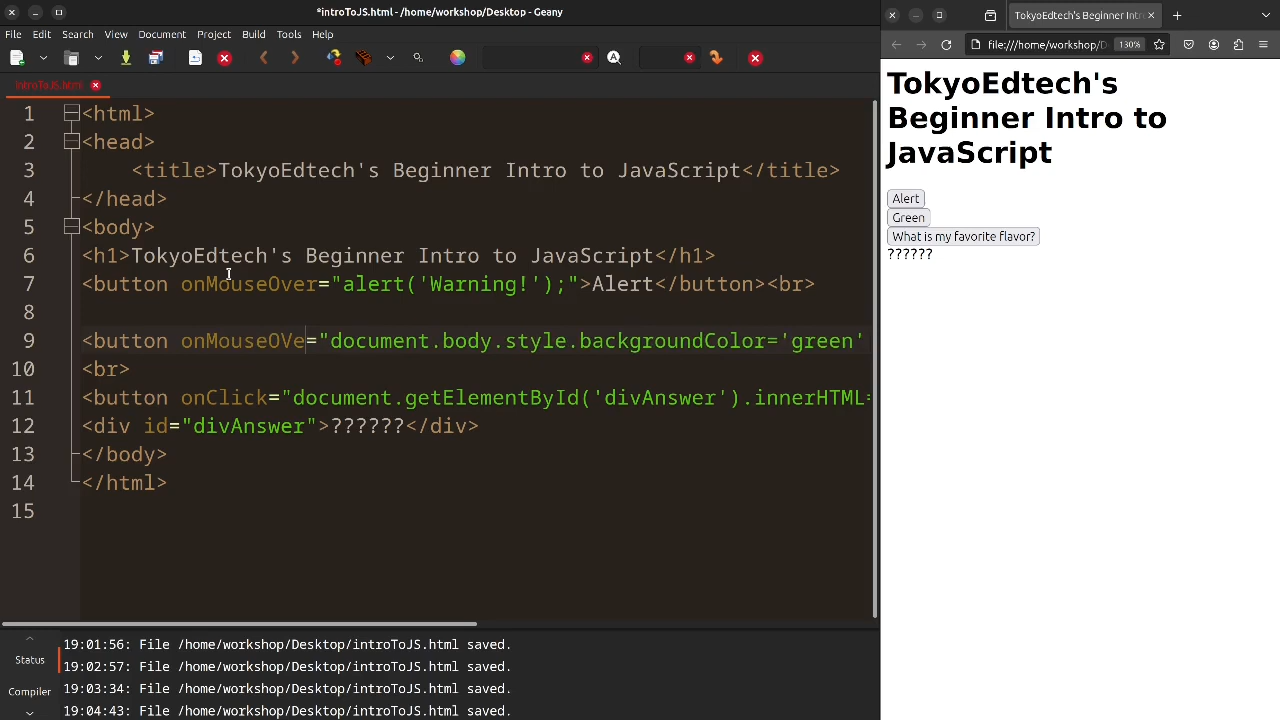 *introToJS.html - /home/workshop/Desktop - Geany
File Edit Search View Document Project Build Tools Help
introToJS.html
1 <html>
2 <head>
3 <title>TokyoEdtech's Beginner Intro to JavaScript</title>
4 </head>
5 <body>
6 <h1>TokyoEdtech's Beginner Intro to JavaScript</h1>
7 <button onMouseOver="alert('Warning!');">Alert</button><br>
8
9 <button onMouseOVe="document.body.style.backgroundColor='green'
10 <br>
11 <button onClick="document.getElementById('divAnswer').innerHTML=
12 <div id="divAnswer">??????</div>
13 </body>
14 </html>
15
Status
Compiler
19:01:56: File /home/workshop/Desktop/introToJS.html saved.
19:02:57: File /home/workshop/Desktop/introToJS.html saved.
19:03:34: File /home/workshop/Desktop/introToJS.html saved.
19:04:43: File /home/workshop/Desktop/introToJS.html saved.
TokyoEdtech's Beginner Intr
file:///home/workshop/D 130%
TokyoEdtech's
Beginner Intro to
JavaScript
Alert
Green
What is my favorite flavor?
??????